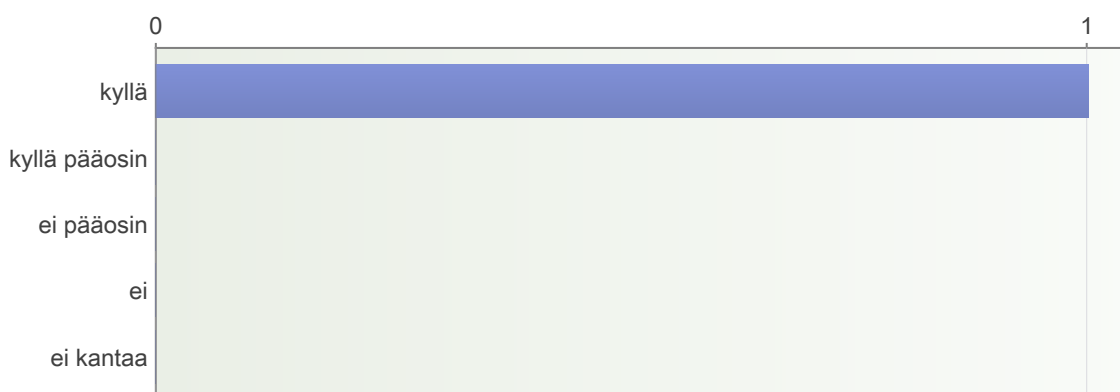 0 1
kyllä
kyllä pääosin
ei pääosin
ei
ei kantaa